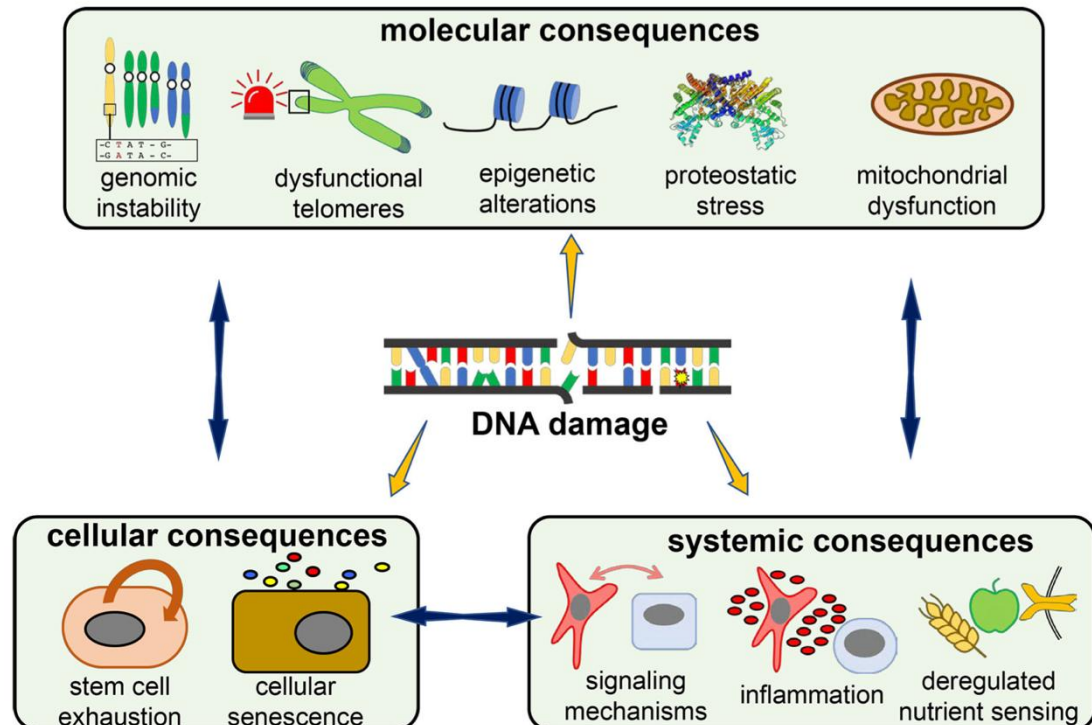 molecular consequences
-C T A T - G-
-G A T A - C-
genomic
instability
dysfunctional
telomeres
epigenetic
alterations
proteostatic
stress
mitochondrial
dysfunction
DNA damage
cellular consequences
stem cell
exhaustion
cellular
senescence
systemic consequences
signaling
mechanisms
inflammation
deregulated
nutrient sensing